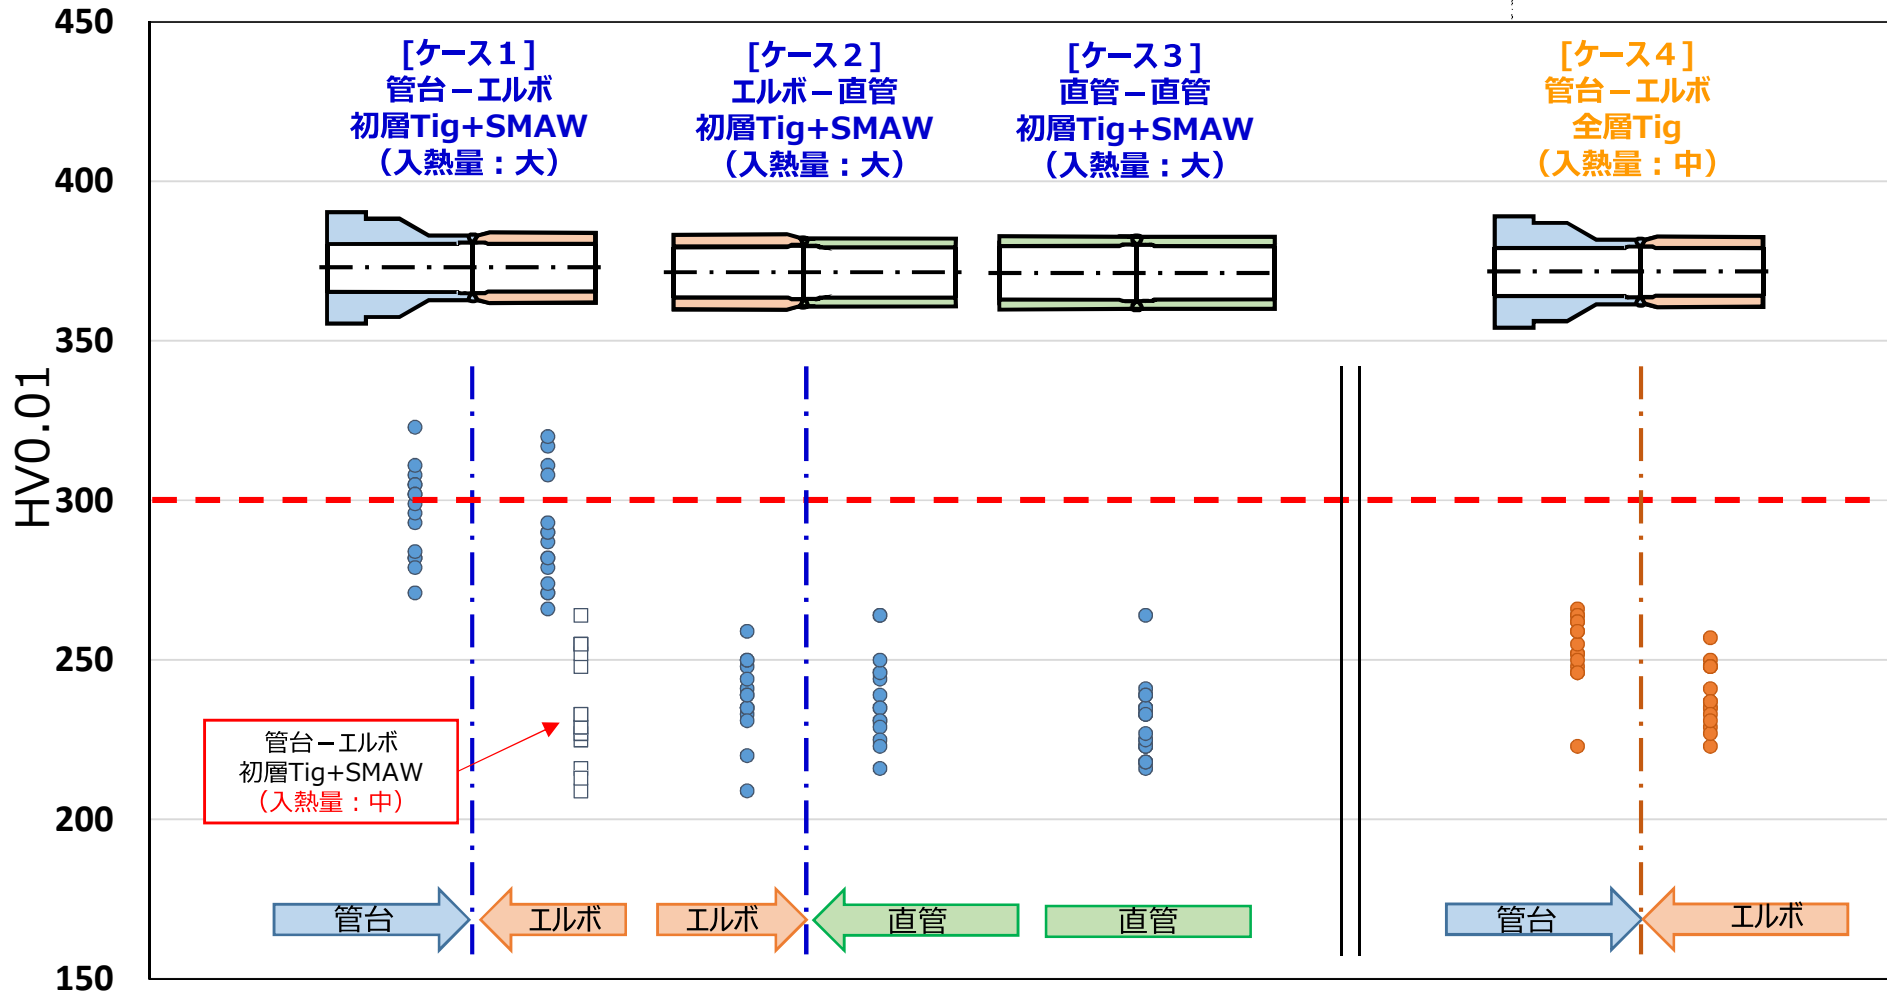 [ケース１]
管台－エルボ
初層Tig+SMAW
（入熱量：大）
[ケース２]
エルボ－直管
初層Tig+SMAW
（入熱量：大）
[ケース３]
直管－直管
初層Tig+SMAW
（入熱量：大）
[ケース４]
管台－エルボ
全層Tig
（入熱量：中）
HV0.01
450
400
350
300
250
200
150
管台－エルボ
初層Tig+SMAW
（入熱量：中）
管台
エルボ
エルボ
直管
直管
管台
エルボ